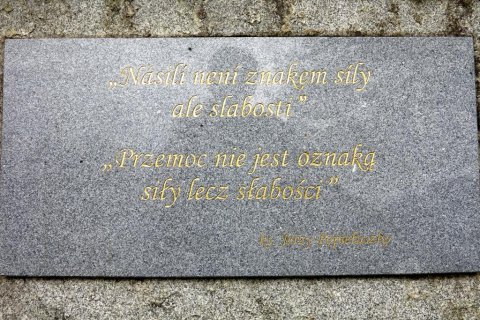 „Násilí není znakem síly
ale slabosti”
„Przemoc nie jest oznaką
siły lecz słabości”
ks. Jerzy Popiełuszko